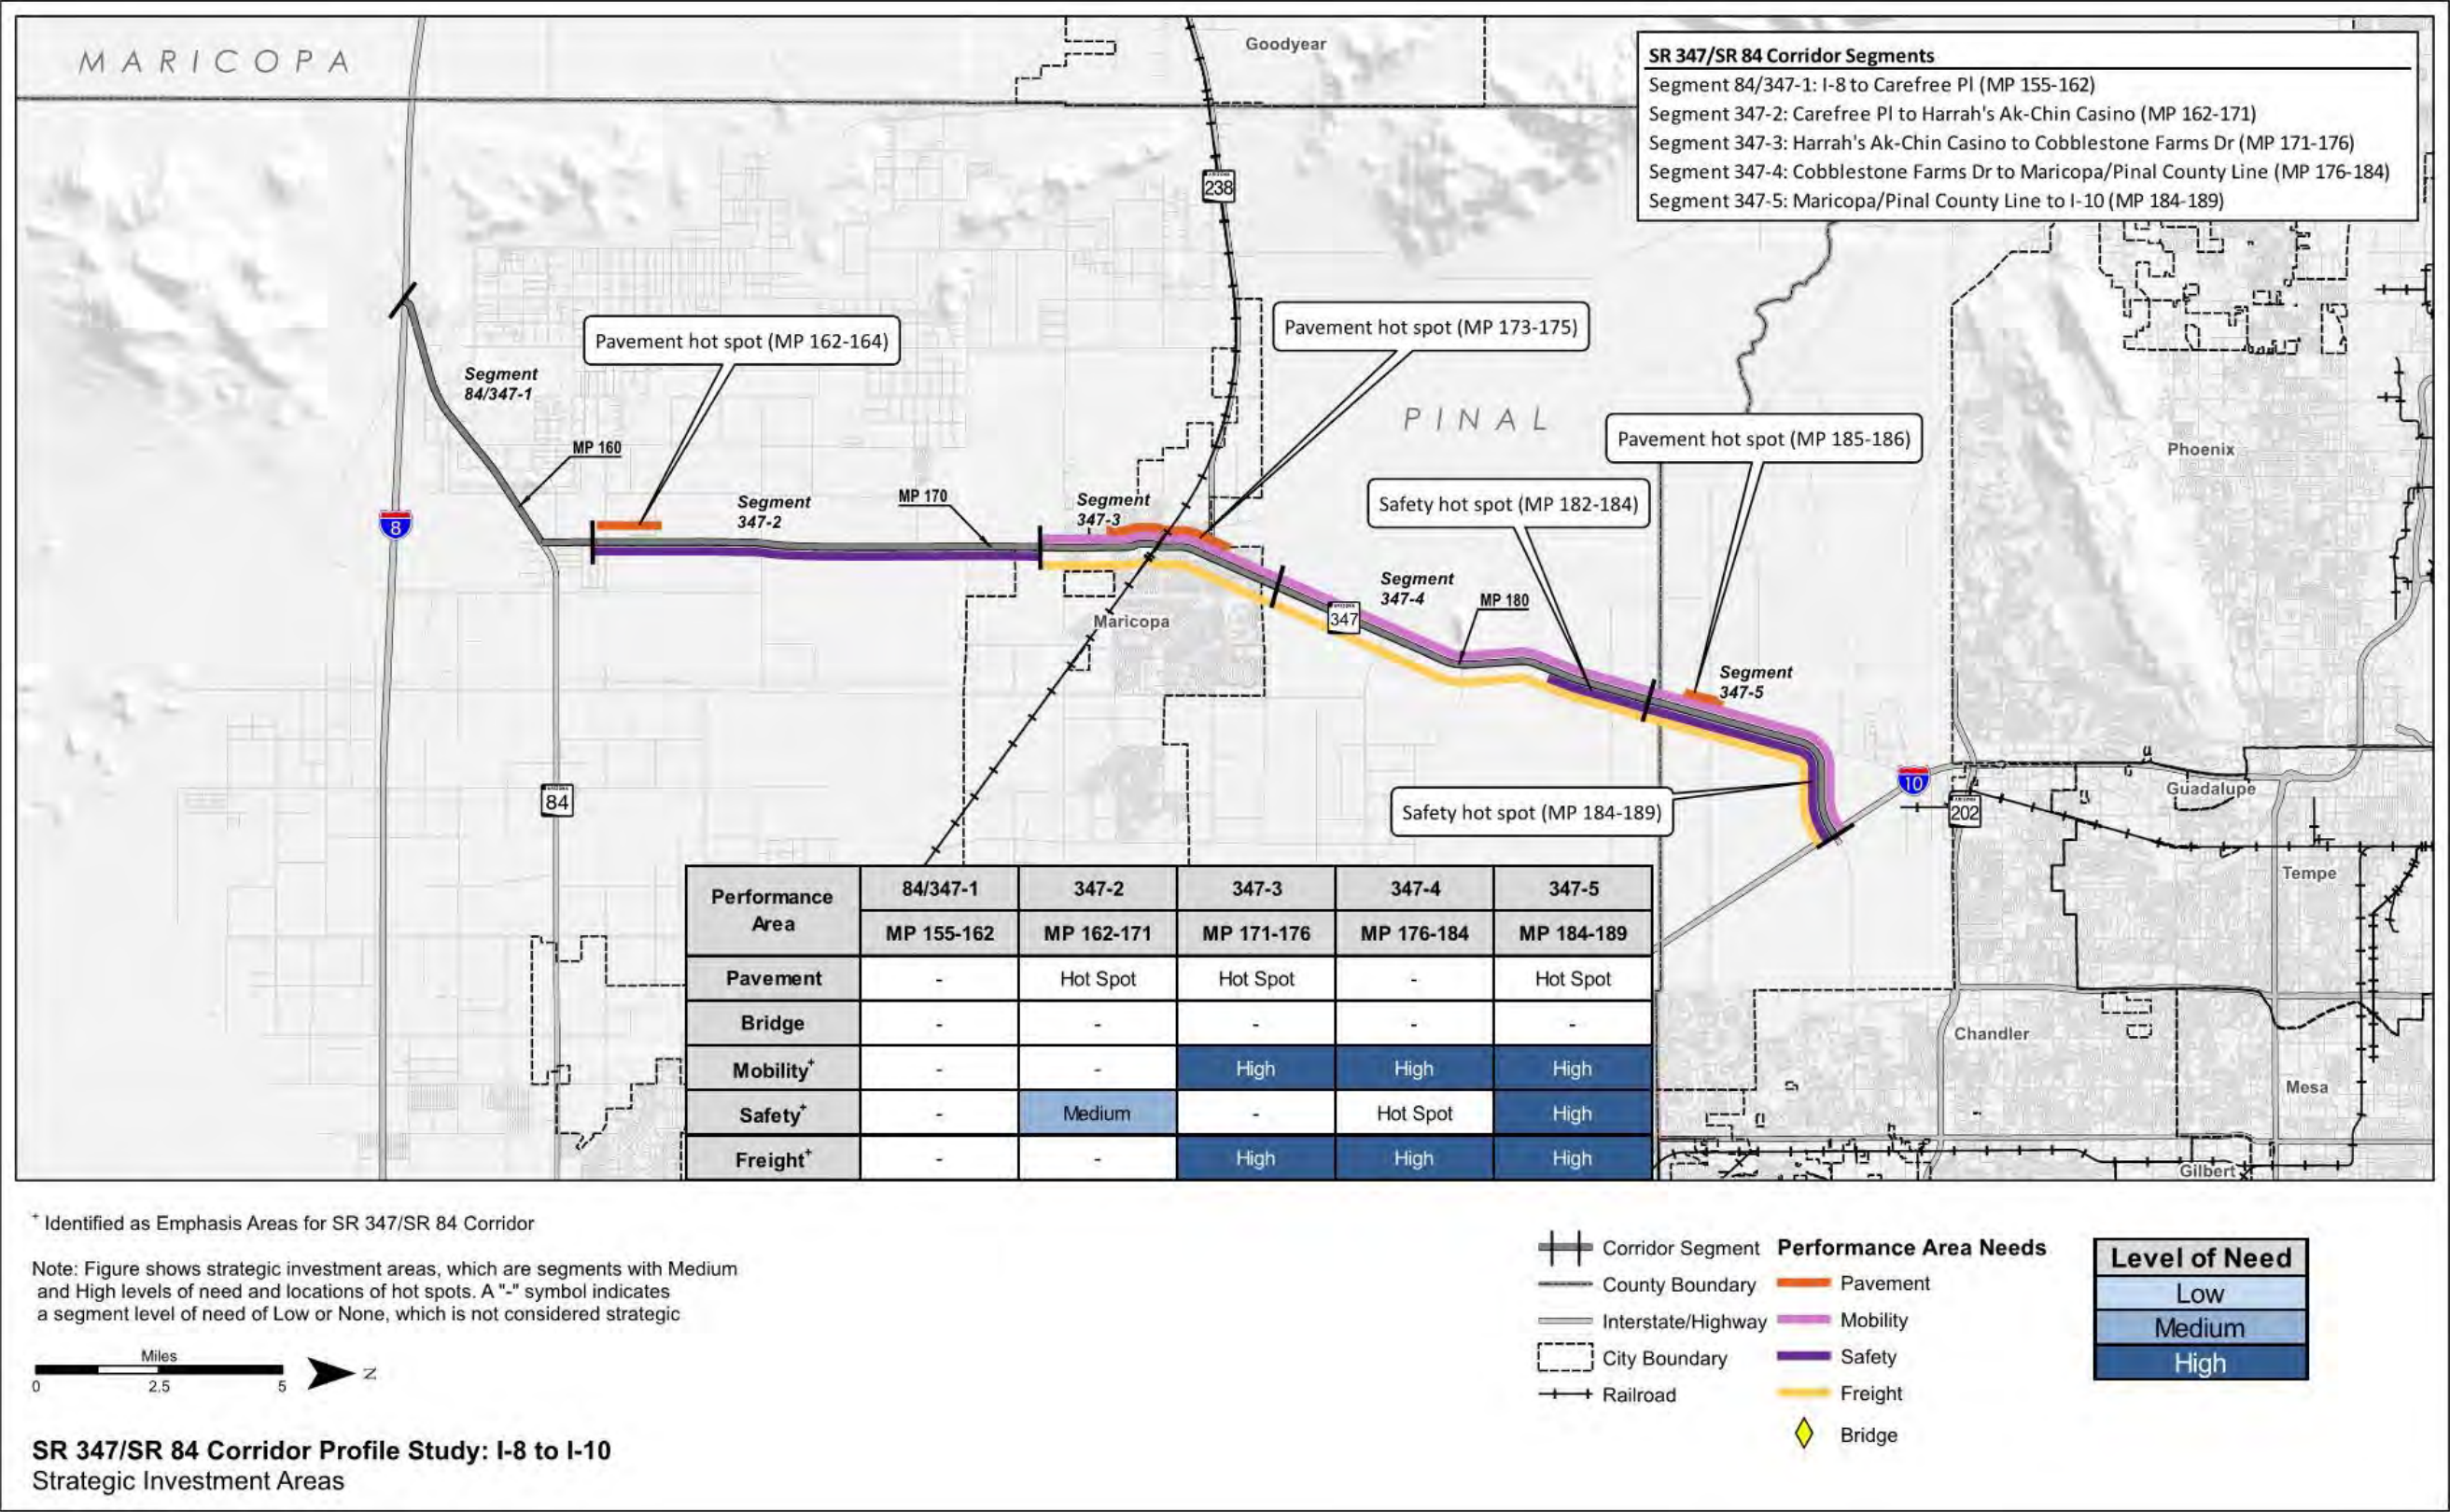 MARICOPA
Goodyear
SR 347/SR 84 Corridor Segments
Segment 84/347-1: I-8 to Carefree Pl (MP 155-162)
Segment 347-2: Carefree Pl to Harrah's Ak-Chin Casino (MP 162-171)
Segment 347-3: Harrah's Ak-Chin Casino to Cobblestone Farms Dr (MP 171-176)
Segment 347-4: Cobblestone Farms Dr to Maricopa/Pinal County Line (MP 176-184)
Segment 347-5: Maricopa/Pinal County Line to I-10 (MP 184-189)
238
Pavement hot spot (MP 162-164)
Pavement hot spot (MP 173-175)
Segment
84/347-1
PINAL
Pavement hot spot (MP 185-186)
MP 160
Phoenix
Segment
347-2
MP 170
Segment
347-3
Safety hot spot (MP 182-184)
8
Segment
347-4
MP 180
347
Maricopa
Segment
347-5
84
Safety hot spot (MP 184-189)
10
202
Guadalupe
Tempe
Performance
Area
84/347-1 347-2 347-3 347-4 347-5
MP 155-162 MP 162-171 MP 171-176 MP 176-184 MP 184-189
Pavement - Hot Spot Hot Spot - Hot Spot
Bridge - - - - -
Mobility+ - - High High High
Safety+ - Medium - Hot Spot High
Freight+ - - High High High
Chandler
Mesa
Gilbert
+ Identified as Emphasis Areas for SR 347/SR 84 Corridor
Note: Figure shows strategic investment areas, which are segments with Medium
and High levels of need and locations of hot spots. A "-" symbol indicates
a segment level of need of Low or None, which is not considered strategic
Miles
0 2.5 5
N
SR 347/SR 84 Corridor Profile Study: I-8 to I-10
Strategic Investment Areas
Corridor Segment
County Boundary
Interstate/Highway
City Boundary
Railroad
Performance Area Needs
Pavement
Mobility
Safety
Freight
Bridge
Level of Need
Low
Medium
High